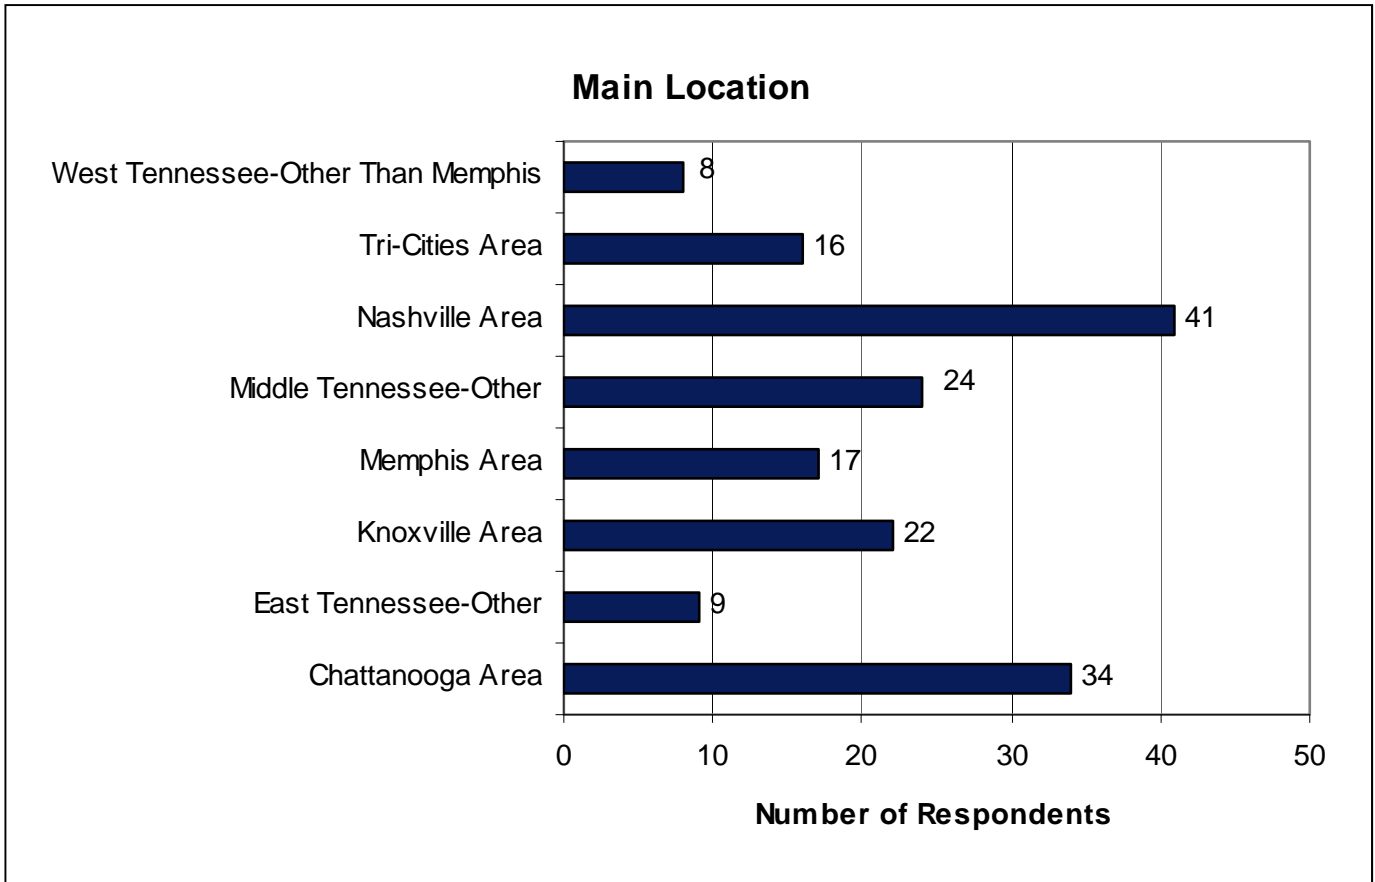 Main Location
West Tennessee-Other Than Memphis 8
Tri-Cities Area 16
Nashville Area 41
Middle Tennessee-Other 24
Memphis Area 17
Knoxville Area 22
East Tennessee-Other 9
Chattanooga Area 34
0 10 20 30 40 50
Number of Respondents